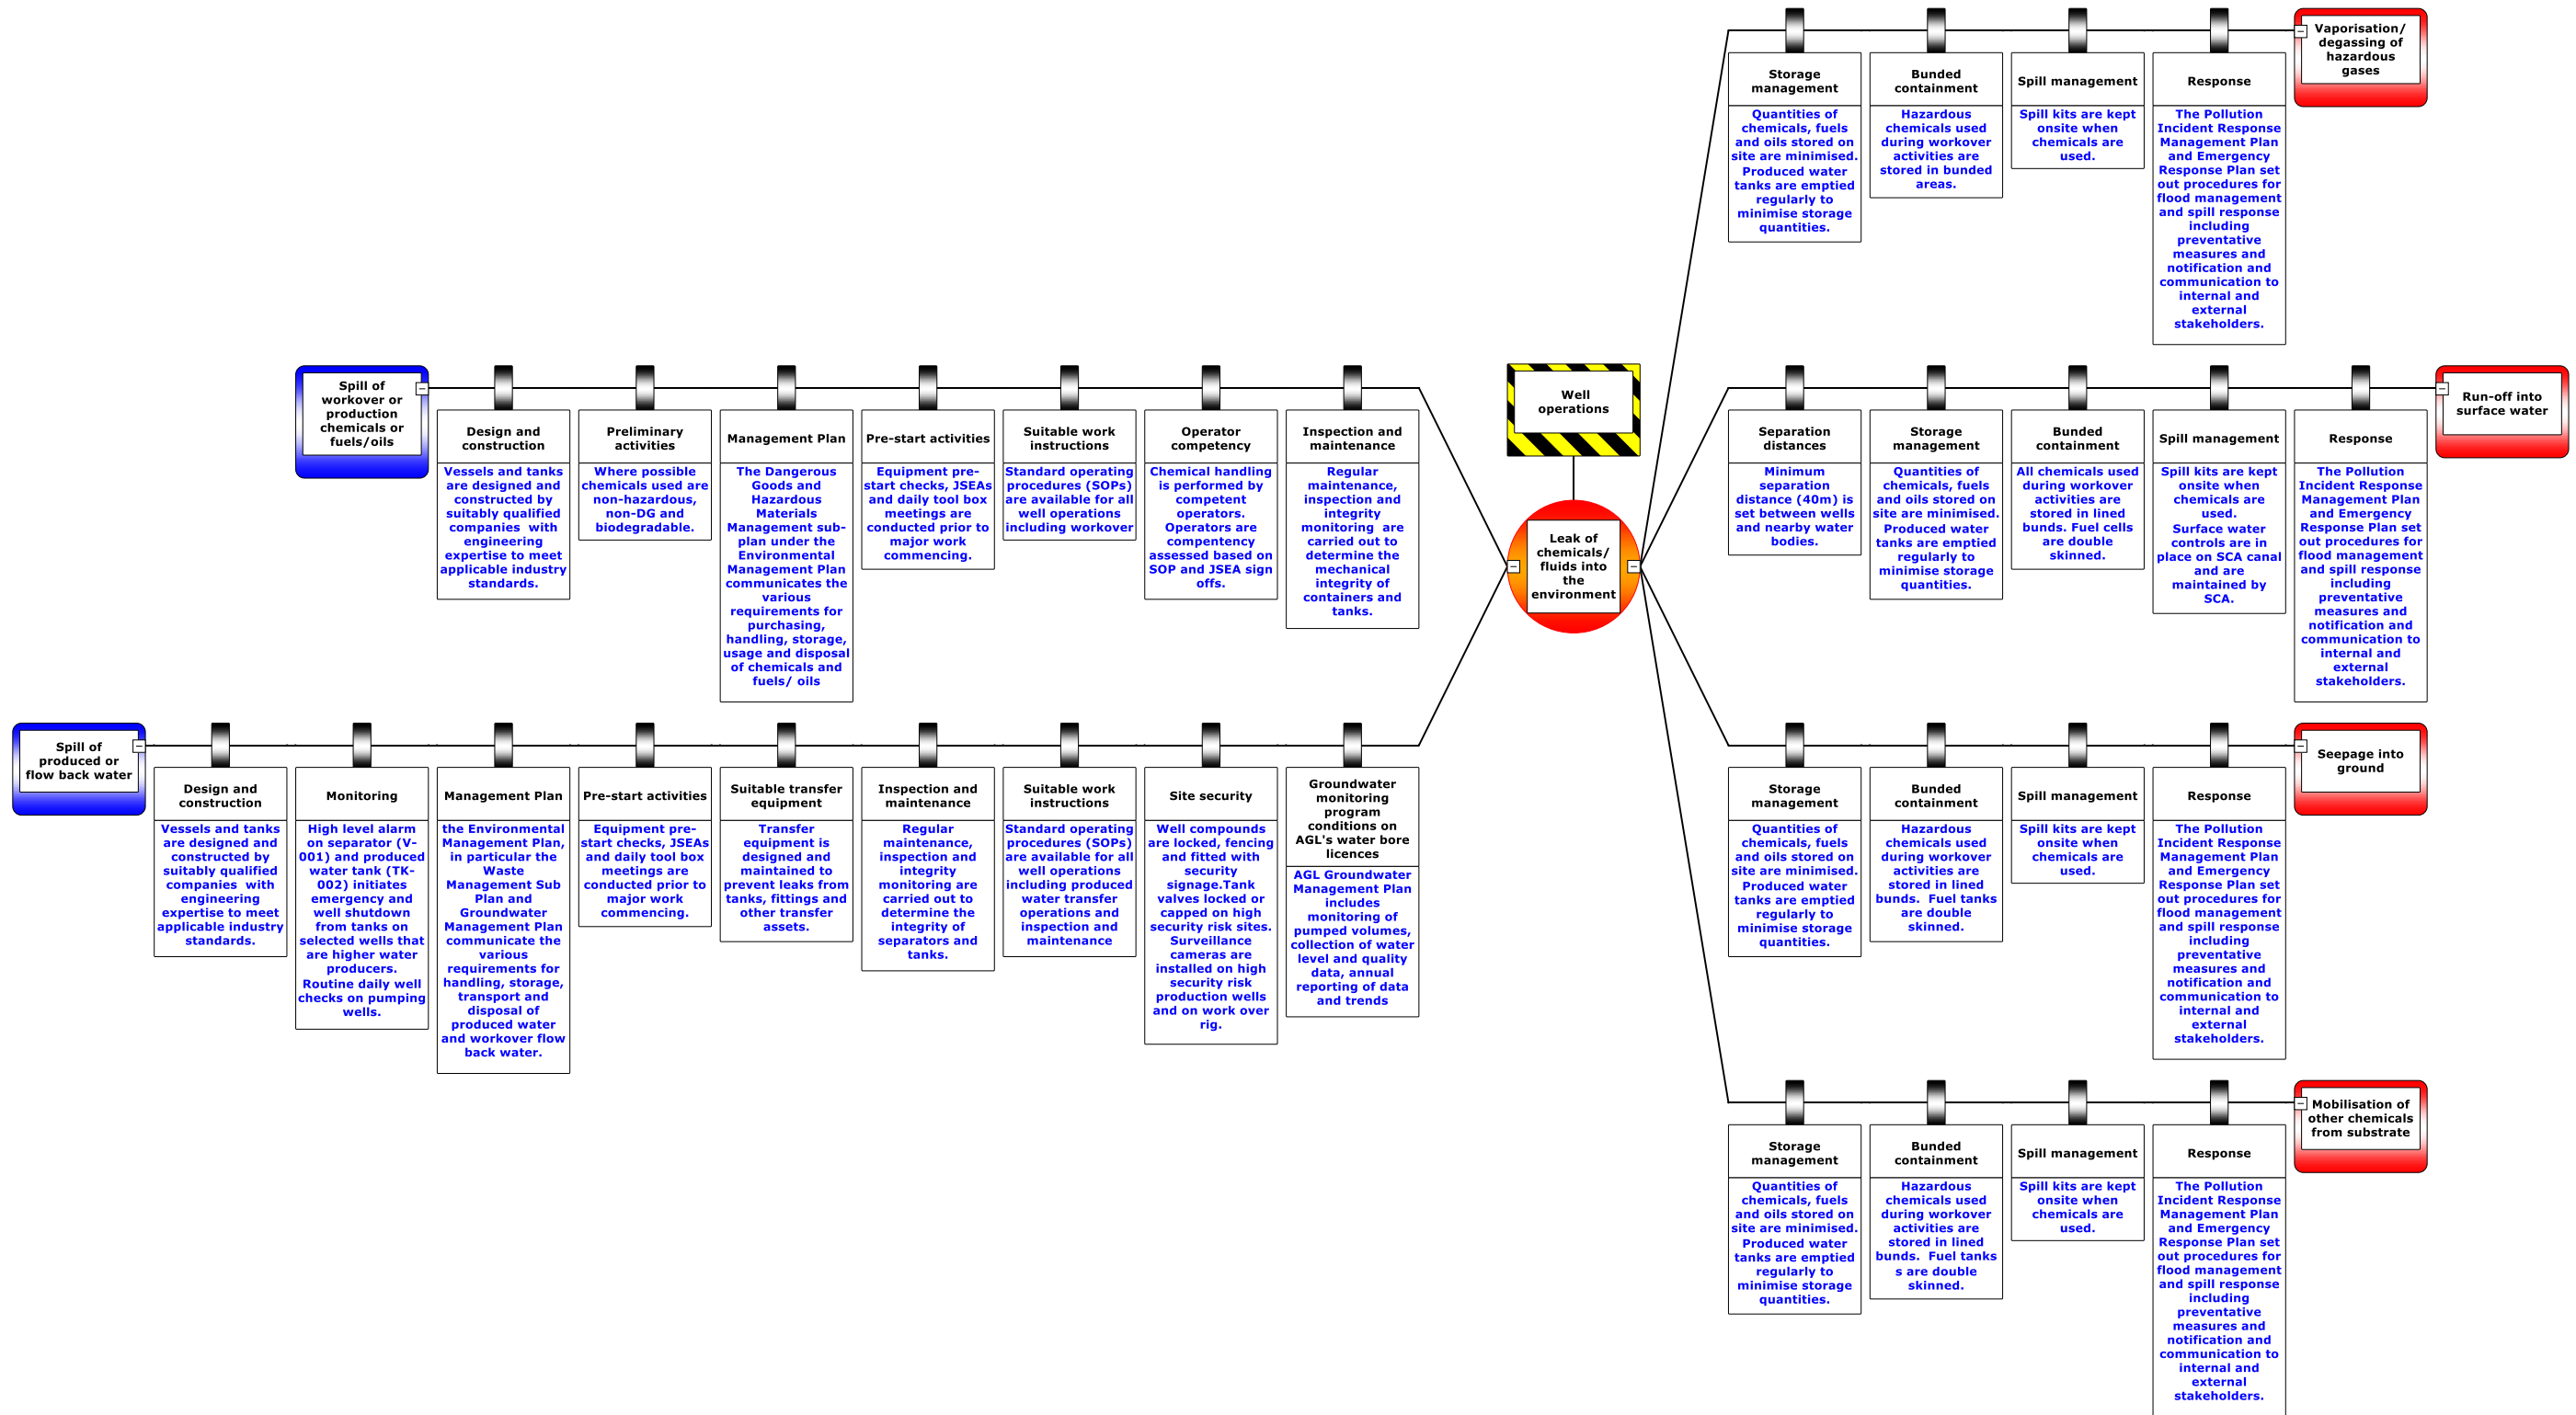 Vaporisation/
degassing of
hazardous
gases
Storage
management
Quantities of
chemicals, fuels
and oils stored on
site are minimised.
Produced water
tanks are emptied
regularly to
minimise storage
quantities.
Bunded
containment
Hazardous
chemicals used
during workover
activities are
stored in bunded
areas.
Spill management
Spill kits are kept
onsite when
chemicals are
used.
Response
The Pollution
Incident Response
Management Plan
and Emergency
Response Plan set
out procedures for
flood management
and spill response
including
preventative
measures and
notification and
communication to
internal and
external
stakeholders.
Spill of
workover or
production
chemicals or
fuels/oils
Design and
construction
Vessels and tanks
are designed and
constructed by
suitably qualified
companies  with
engineering
expertise to meet
applicable industry
standards.
Preliminary
activities
Where possible
chemicals used are
non-hazardous,
non-DG and
biodegradable.
Management Plan
The Dangerous
Goods and
Hazardous
Materials
Management sub-
plan under the
Environmental
Management Plan
communicates the
various
requirements for
purchasing,
handling, storage,
usage and disposal
of chemicals and
fuels/ oils
Pre-start activities
Equipment pre-
start checks, JSEAs
and daily tool box
meetings are
conducted prior to
major work
commencing.
Suitable work
instructions
Standard operating
procedures (SOPs)
are available for all
well operations
including workover
Operator
competency
Chemical handling
is performed by
competent
operators.
Operators are
compentency
assessed based on
SOP and JSEA sign
offs.
Inspection and
maintenance
Regular
maintenance,
inspection and
integrity
monitoring  are
carried out to
determine the
mechanical
integrity of
containers and
tanks.
Well
operations
Leak of
chemicals/
fluids into
the
environment
Separation
distances
Minimum
separation
distance (40m) is
set between wells
and nearby water
bodies.
Storage
management
Quantities of
chemicals, fuels
and oils stored on
site are minimised.
Produced water
tanks are emptied
regularly to
minimise storage
quantities.
Bunded
containment
All chemicals used
during workover
activities are
stored in lined
bunds. Fuel cells
are double
skinned.
Spill management
Spill kits are kept
onsite when
chemicals are
used.
Surface water
controls are in
place on SCA canal
and are
maintained by
SCA.
Response
The Pollution
Incident Response
Management Plan
and Emergency
Response Plan set
out procedures for
flood management
and spill response
including
preventative
measures and
notification and
communication to
internal and
external
stakeholders.
Run-off into
surface water
Spill of
produced or
flow back water
Design and
construction
Vessels and tanks
are designed and
constructed by
suitably qualified
companies  with
engineering
expertise to meet
applicable industry
standards.
Monitoring
High level alarm
on separator (V-
001) and produced
water tank (TK-
002) initiates
emergency and
well shutdown
from tanks on
selected wells that
are higher water
producers.
Routine daily well
checks on pumping
wells.
Management Plan
the Environmental
Management Plan,
in particular the
Waste
Management Sub
Plan and
Groundwater
Management Plan
communicate the
various
requirements for
handling, storage,
transport and
disposal of
produced water
and workover flow
back water.
Pre-start activities
Equipment pre-
start checks, JSEAs
and daily tool box
meetings are
conducted prior to
major work
commencing.
Suitable transfer
equipment
Transfer
equipment is
designed and
maintained to
prevent leaks from
tanks, fittings and
other transfer
assets.
Inspection and
maintenance
Regular
maintenance,
inspection and
integrity
monitoring are
carried out to
determine the
integrity of
separators and
tanks.
Suitable work
instructions
Standard operating
procedures (SOPs)
are available for all
well operations
including produced
water transfer
operations and
inspection and
maintenance
Site security
Well compounds
are locked, fencing
and fitted with
security
signage.Tank
valves locked or
capped on high
security risk sites.
Surveillance
cameras are
installed on high
security risk
production wells
and on work over
rig.
Groundwater
monitoring
program
conditions on
AGL's water bore
licences
AGL Groundwater
Management Plan
includes
monitoring of
pumped volumes,
collection of water
level and quality
data, annual
reporting of data
and trends
Storage
management
Quantities of
chemicals, fuels
and oils stored on
site are minimised.
Produced water
tanks are emptied
regularly to
minimise storage
quantities.
Bunded
containment
Hazardous
chemicals used
during workover
activities are
stored in lined
bunds.  Fuel tanks
are double
skinned.
Spill management
Spill kits are kept
onsite when
chemicals are
used.
Response
The Pollution
Incident Response
Management Plan
and Emergency
Response Plan set
out procedures for
flood management
and spill response
including
preventative
measures and
notification and
communication to
internal and
external
stakeholders.
Seepage into
ground
Storage
management
Quantities of
chemicals, fuels
and oils stored on
site are minimised.
Produced water
tanks are emptied
regularly to
minimise storage
quantities.
Bunded
containment
Hazardous
chemicals used
during workover
activities are
stored in lined
bunds.  Fuel tanks
s are double
skinned.
Spill management
Spill kits are kept
onsite when
chemicals are
used.
Response
The Pollution
Incident Response
Management Plan
and Emergency
Response Plan set
out procedures for
flood management
and spill response
including
preventative
measures and
notification and
communication to
internal and
external
stakeholders.
Mobilisation of
other chemicals
from substrate